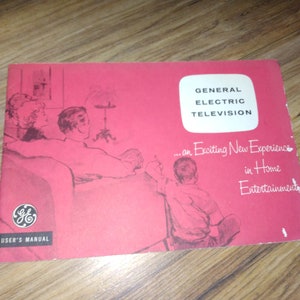 GENERAL
ELECTRIC
TELEVISION
...an Exciting New Experience
in Home
Entertainment
GE
USER'S MANUAL